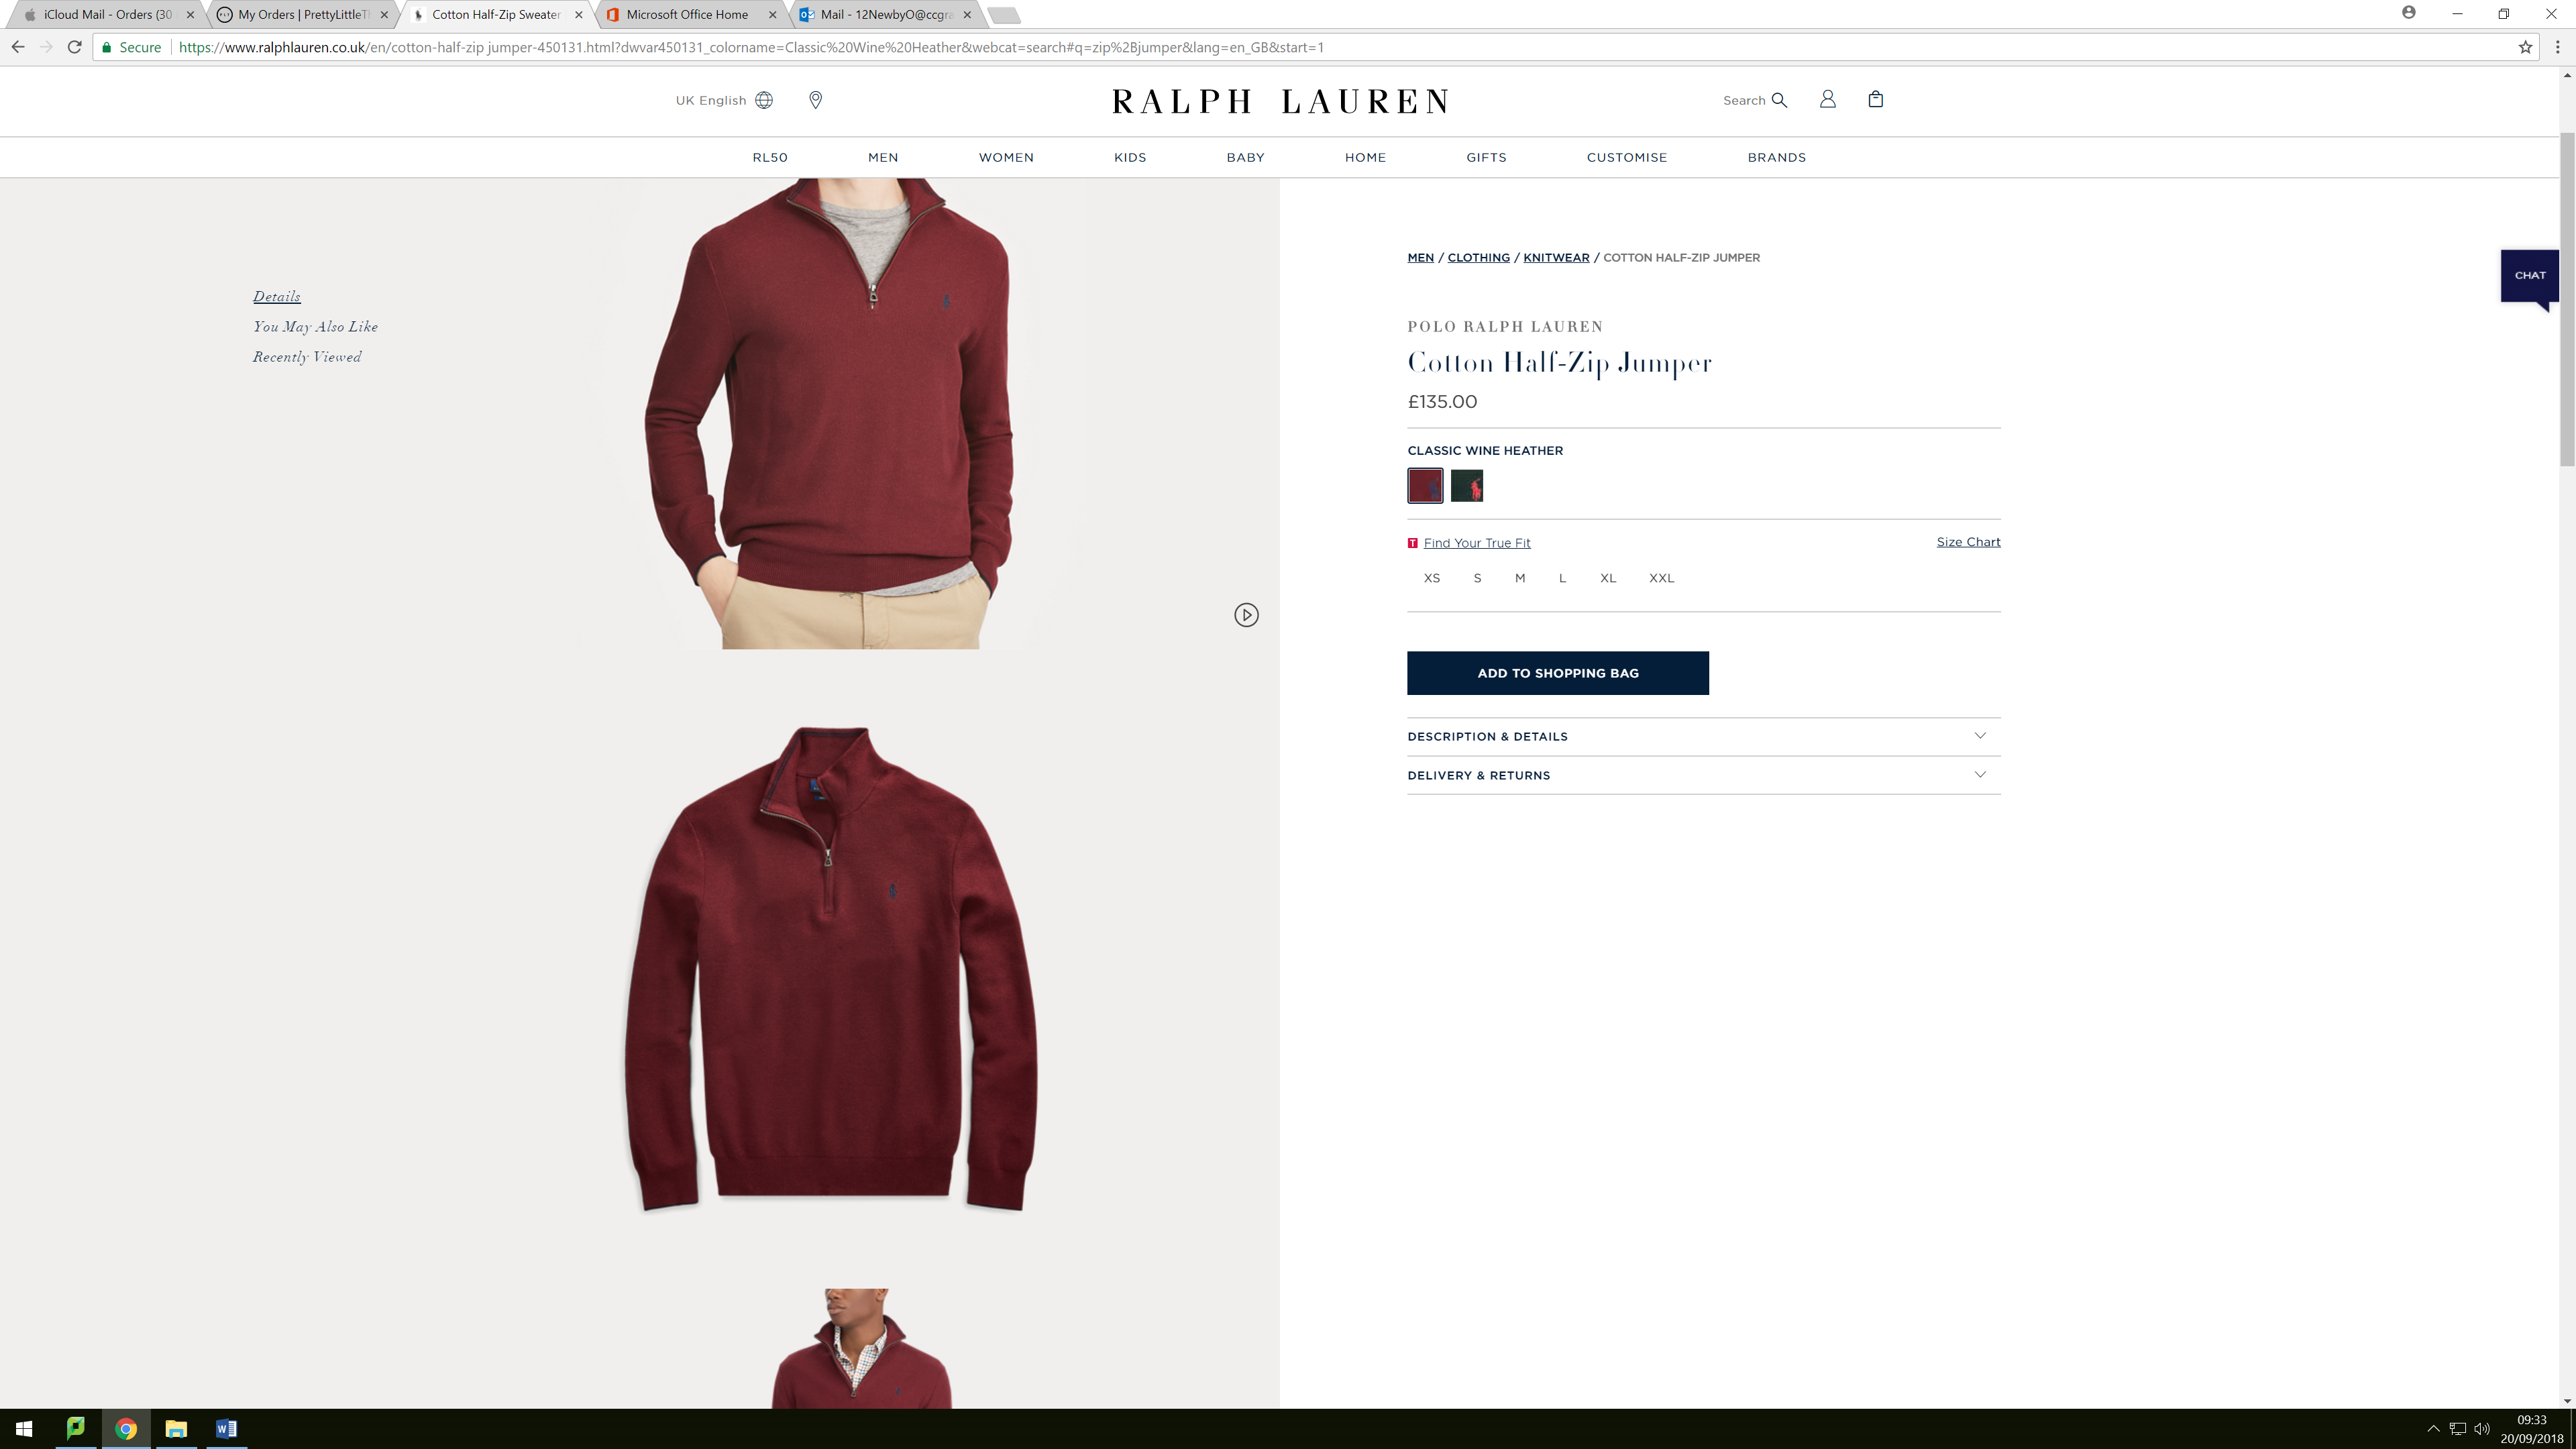 iCloud Mail - Orders (30
My Orders | PrettyLittleT
Cotton Half-Zip Sweater
Microsoft Office Home
Mail - 12NewbyO@ccgra
Secure
https://www.ralphlauren.co.uk/en/cotton-half-zip jumper-450131.html?dwvar450131_colorname=Classic%20Wine%20Heather&webcat=search#q=zip%2Bjumper&lang=en_GB&start=1
UK English
RALPH LAUREN
Search
RL50 MEN WOMEN KIDS BABY HOME GIFTS CUSTOMISE BRANDS
Details
You May Also Like
Recently Viewed
MEN / CLOTHING / KNITWEAR / COTTON HALF-ZIP JUMPER
CHAT
POLO RALPH LAUREN
Cotton Half-Zip Jumper
£135.00
CLASSIC WINE HEATHER
T Find Your True Fit
Size Chart
XS S M L XL XXL
ADD TO SHOPPING BAG
DESCRIPTION & DETAILS
DELIVERY & RETURNS
09:33
20/09/2018